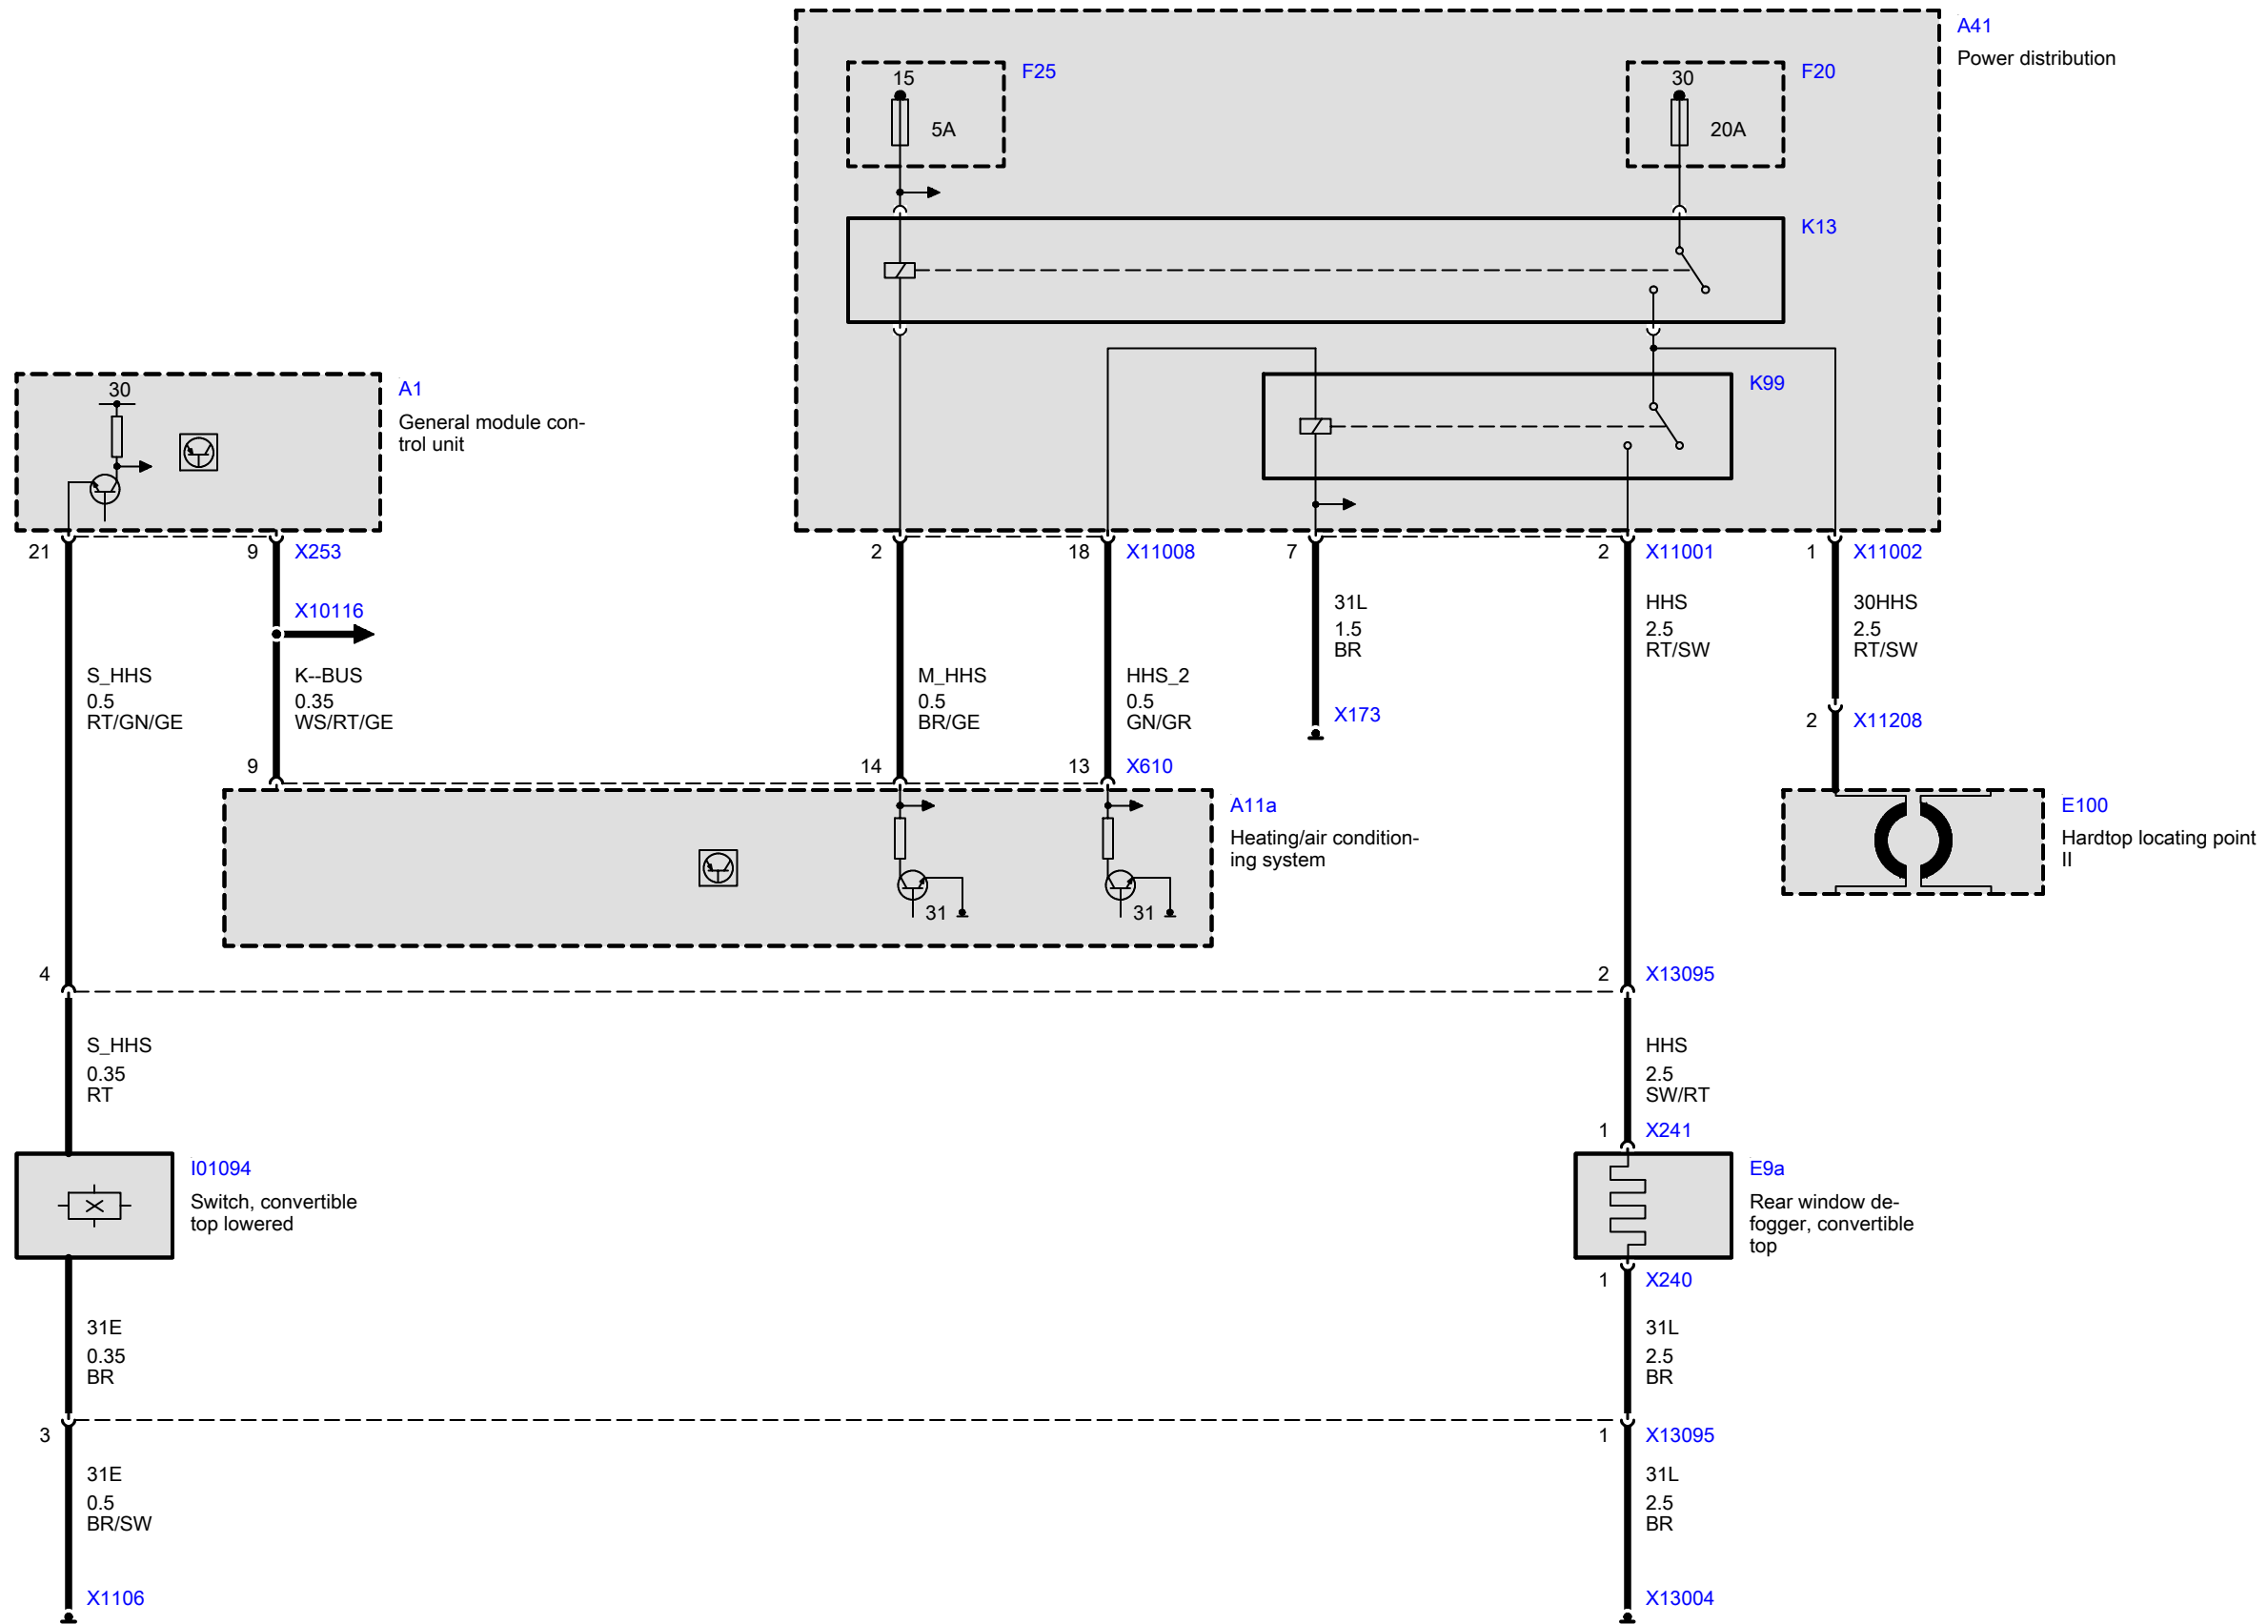 A41
Power distribution
15
F25
5A
30
F20
20A
K13
K99
30
A1
General module con-
trol unit
21
9
X253
2
18
X11008
7
2
X11001
1
X11002
X10116
31L
1.5
BR
HHS
2.5
RT/SW
30HHS
2.5
RT/SW
S_HHS
0.5
RT/GN/GE
K--BUS
0.35
WS/RT/GE
M_HHS
0.5
BR/GE
HHS_2
0.5
GN/GR
X173
2
X11208
9
14
13
X610
A11a
Heating/air condition-
ing system
31
31
E100
Hardtop locating point
II
4
2
X13095
S_HHS
0.35
RT
HHS
2.5
SW/RT
1
X241
I01094
Switch, convertible
top lowered
E9a
Rear window de-
fogger, convertible
top
1
X240
31E
0.35
BR
31L
2.5
BR
3
1
X13095
31E
0.5
BR/SW
31L
2.5
BR
X1106
X13004